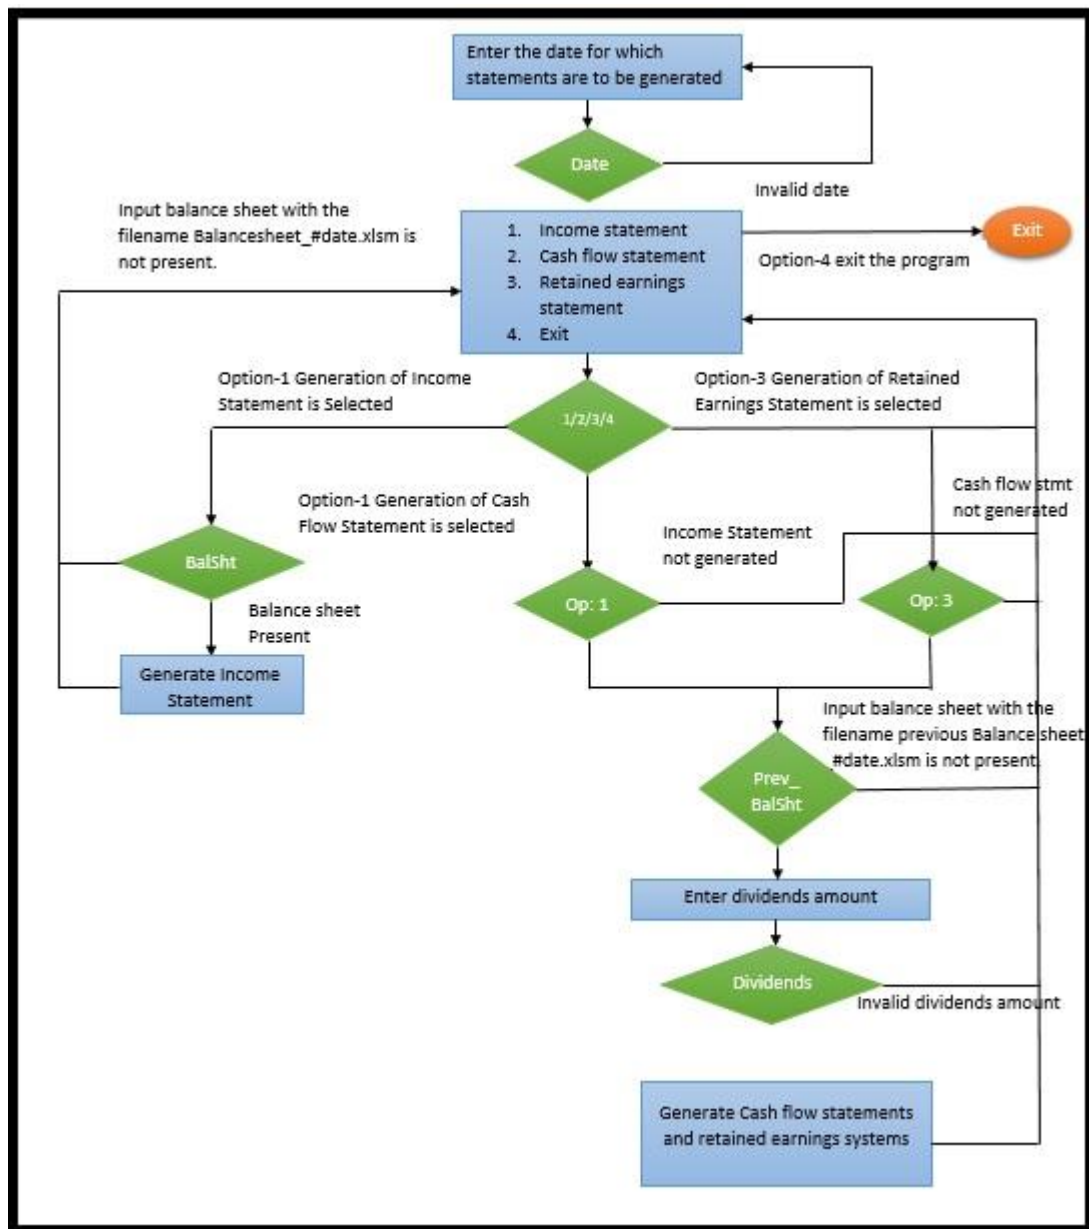 Enter the date for which
statements are to be generated
Date
Invalid date
Input balance sheet with the
filename Balancesheet_#date.xlsm is
not present.
1. Income statement
2. Cash flow statement
3. Retained earnings
statement
4. Exit
Exit
Option-4 exit the program
Option-1 Generation of Income
Statement is Selected
Option-3 Generation of Retained
Earnings Statement is selected
1/2/3/4
Cash flow stmt
not generated
Option-1 Generation of Cash
Flow Statement is selected
Income Statement
not generated
BalSht
Op: 1
Op: 3
Balance sheet
Present
Generate Income
Statement
Input balance sheet with the
filename previous Balance sheet
_#date.xlsm is not present.
Prev_
BalSht
Enter dividends amount
Dividends
Invalid dividends amount
Generate Cash flow statements
and retained earnings systems